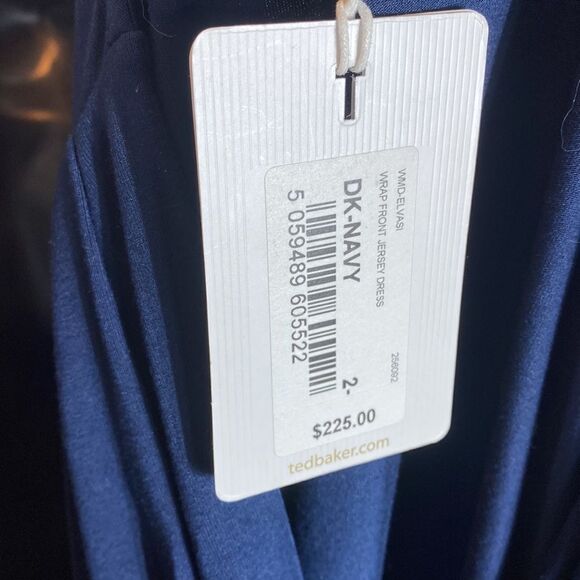 WMD-ELVASI
WRAP FRONT JERSEY DRESS
256092
DK-NAVY
2-
5 059489 605522
$225.00
tedbaker.com